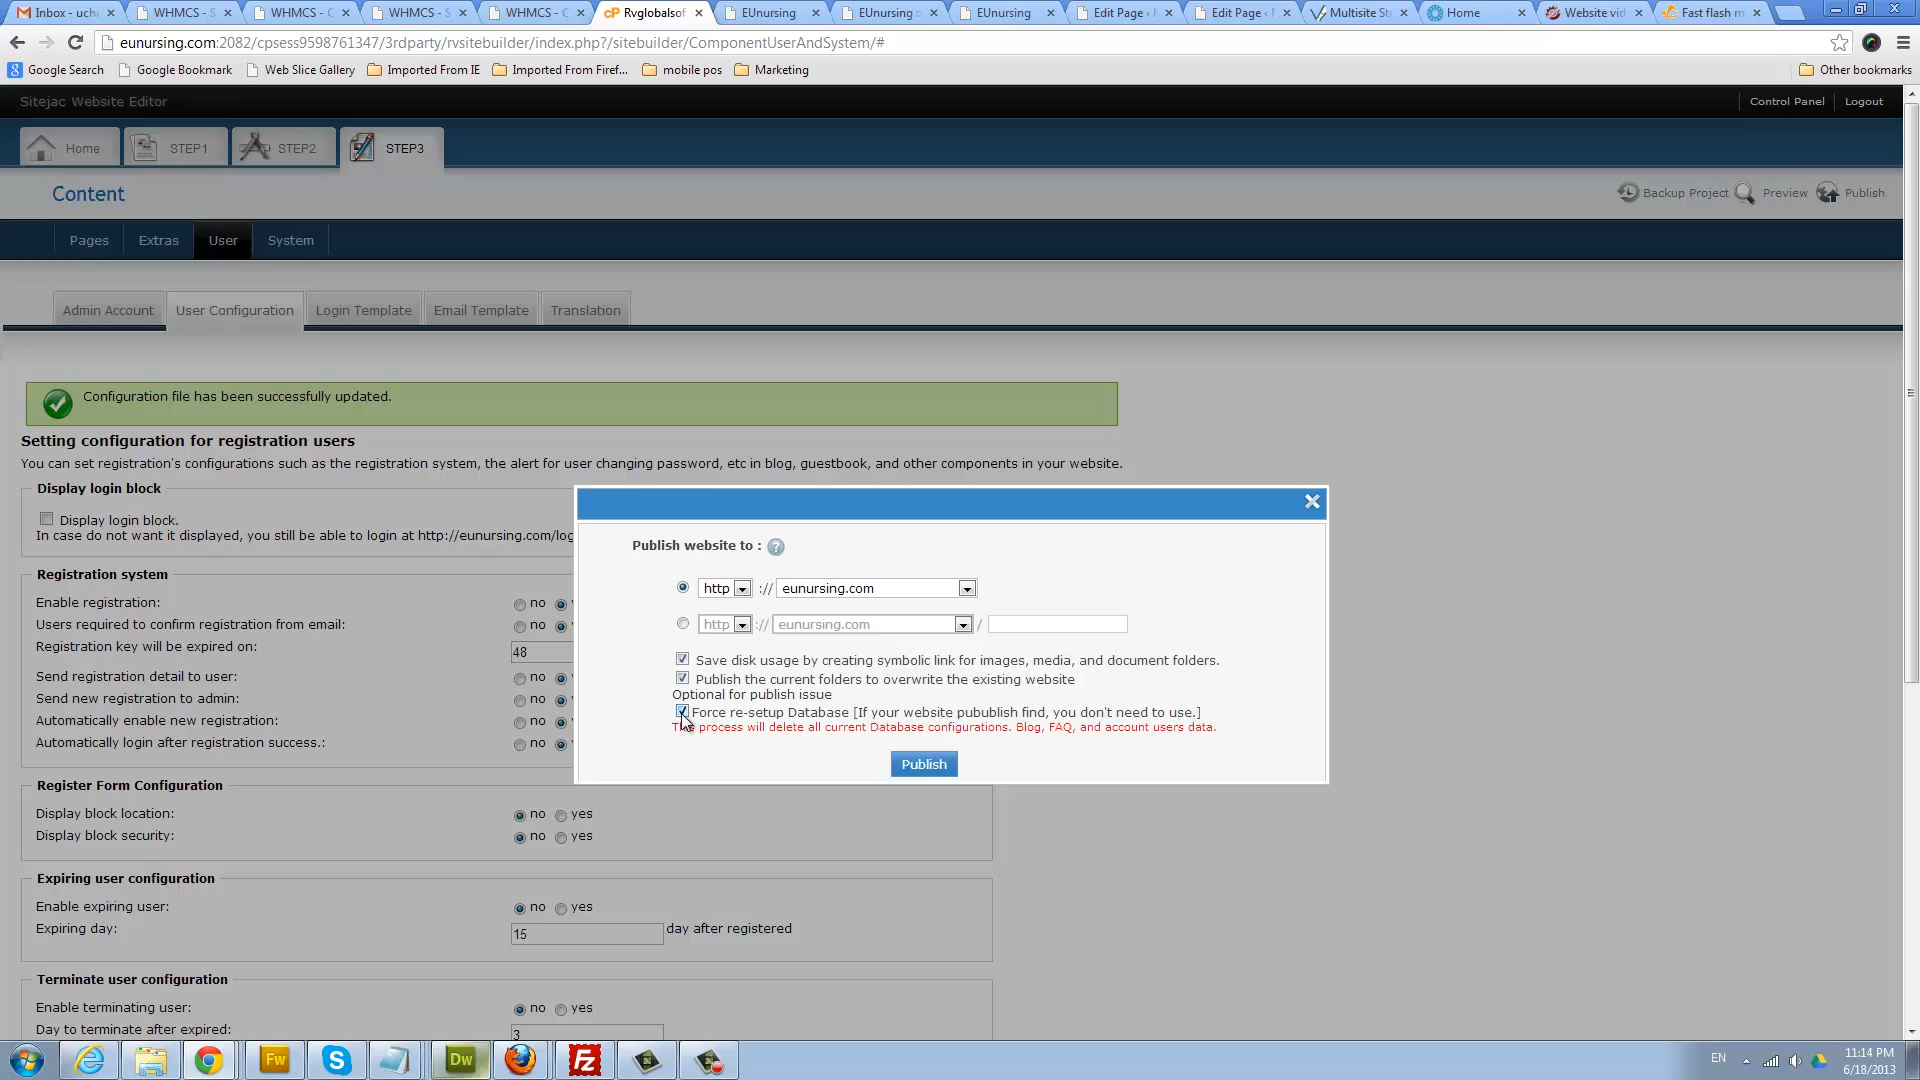 Inbox - uch
WHMCS - S
WHMCS - C
WHMCS - S
WHMCS - C
cP Rvglobalsof
EUnursing
EUnursing ::
EUnursing
Edit Page ‹
Edit Page ‹
Multisite Sta
Home
Website vid
Fast flash m
eunursing.com:2082/cpsess9598761347/3rdparty/rvsitebuilder/index.php?/sitebuilder/ComponentUserAndSystem/#
Google Search
Google Bookmark
Web Slice Gallery
Imported From IE
Imported From Firef...
mobile pos
Marketing
Other bookmarks
Sitejac Website Editor
Control Panel
Logout
Home
STEP1
STEP2
STEP3
Content
Backup Project
Preview
Publish
Pages
Extras
User
System
Admin Account
User Configuration
Login Template
Email Template
Translation
Configuration file has been successfully updated.
Setting configuration for registration users
You can set registration's configurations such as the registration system, the alert for user changing password, etc in blog, guestbook, and other components in your website.
Display login block
Display login block.
In case do not want it displayed, you still be able to login at http://eunursing.com/log
Registration system
Enable registration:
no
Users required to confirm registration from email:
no
Registration key will be expired on:
48
Send registration detail to user:
no
Send new registration to admin:
no
Automatically enable new registration:
no
Automatically login after registration success.:
no
Publish website to :
http :// eunursing.com
http :// eunursing.com /
Save disk usage by creating symbolic link for images, media, and document folders.
Publish the current folders to overwrite the existing website
Optional for publish issue
Force re-setup Database [If your website pubublish find, you don't need to use.]
process will delete all current Database configurations. Blog, FAQ, and account users data.
Publish
Register Form Configuration
Display block location:
no yes
Display block security:
no yes
Expiring user configuration
Enable expiring user:
no yes
Expiring day:
15
day after registered
Terminate user configuration
Enable terminating user:
no yes
Day to terminate after expired:
3
Fw
Dw
Fz
EN
11:14 PM
6/18/2013